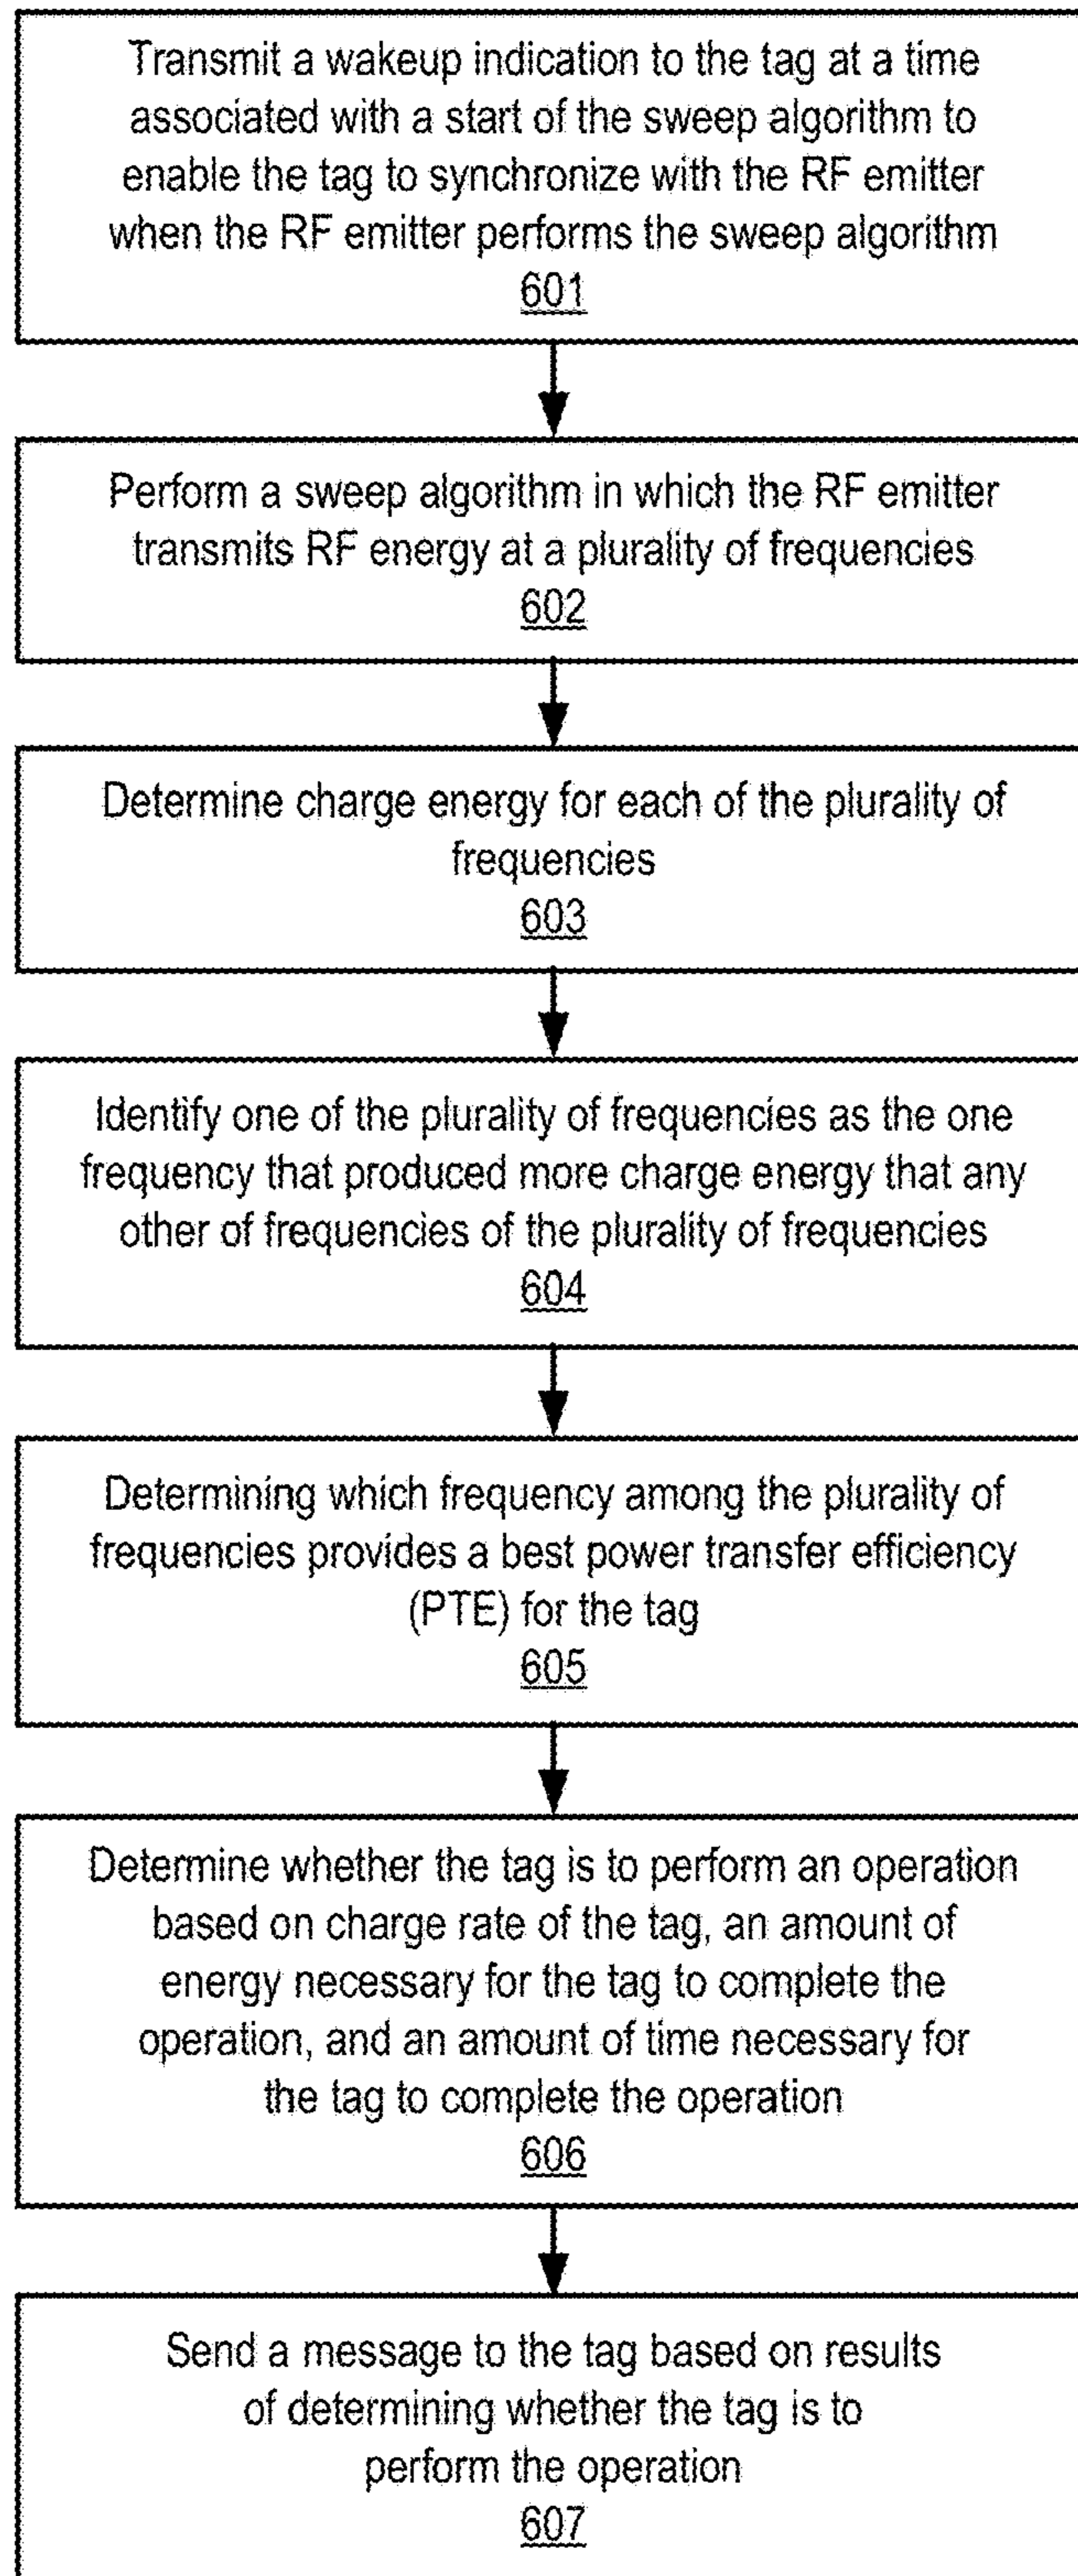 Transmit a wakeup indication to the tag at a time
associated with a start of the sweep algorithm to
enable the tag to synchronize with the RF emitter
when the RF emitter performs the sweep algorithm
601
Perform a sweep algorithm in which the RF emitter
transmits RF energy at a plurality of frequencies
602
Determine charge energy for each of the plurality of
frequencies
603
Identify one of the plurality of frequencies as the one
frequency that produced more charge energy that any
other of frequencies of the plurality of frequencies
604
Determining which frequency among the plurality of
frequencies provides a best power transfer efficiency
(PTE) for the tag
605
Determine whether the tag is to perform an operation
based on charge rate of the tag, an amount of
energy necessary for the tag to complete the
operation, and an amount of time necessary for
the tag to complete the operation
606
Send a message to the tag based on results
of determining whether the tag is to
perform the operation
607